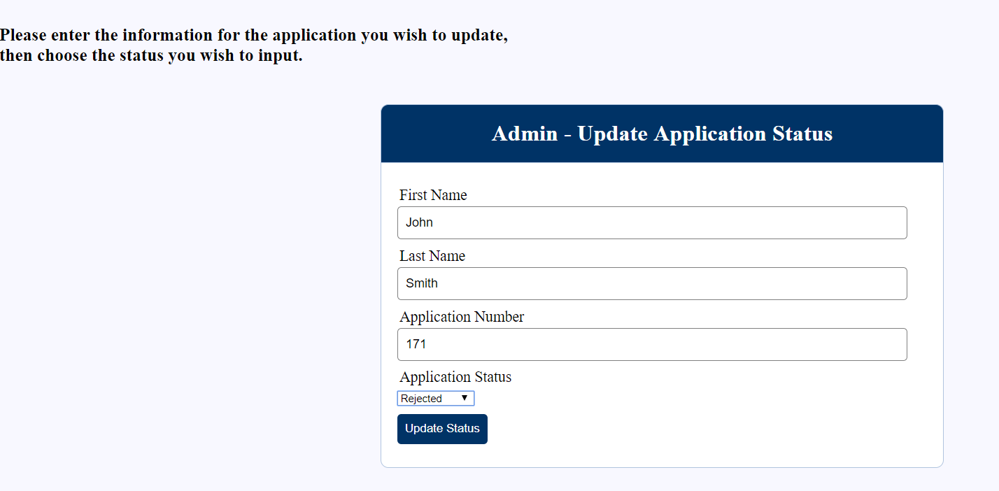 Please enter the information for the application you wish to update,
then choose the status you wish to input.
Admin - Update Application Status
First Name
John
Last Name
Smith
Application Number
171
Application Status
Rejected
Update Status